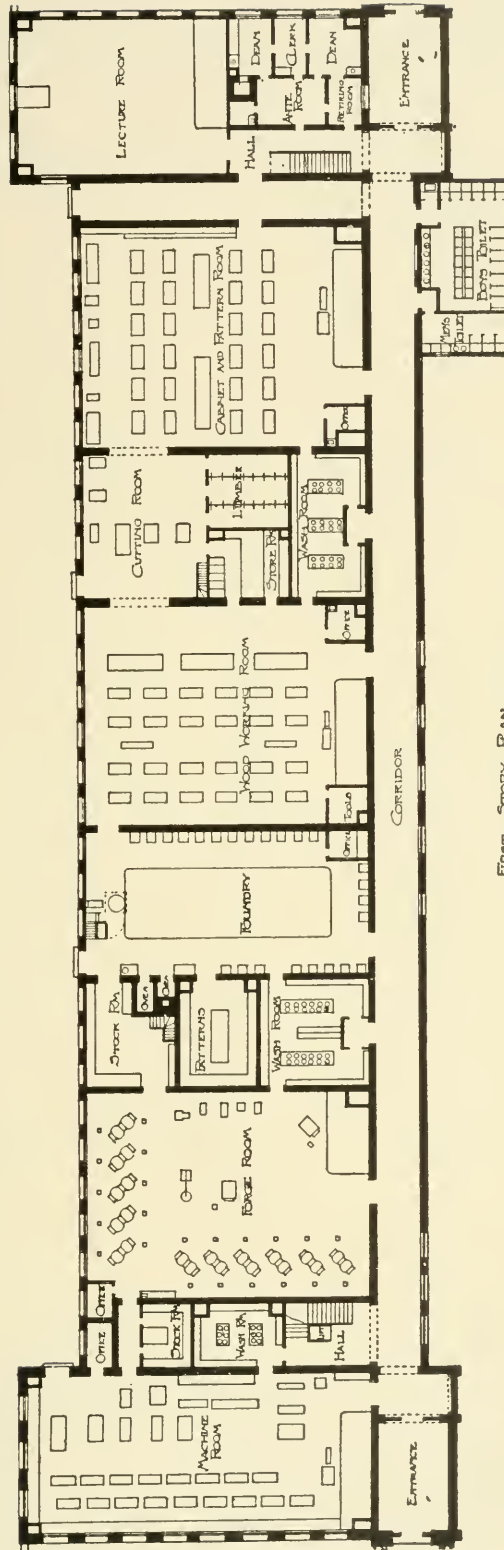 LECTURE ROOM
DEAN
CLERK
DEAN
ANTE ROOM
RETIRING ROOM
HALL
ENTRANCE
CABINET AND PATTERN ROOM
OFFICE
BOYS TOILET
MENS TOILET
CUTTING ROOM
LUMBER
STORE RM
WASH ROOM
WOOD WORKING ROOM
OFFICE
TOOLS
OFFICE
FOUNDRY
CORRIDOR
STOCK RM
OVEN
OVEN
PATTERNS
WASH ROOM
FORGE ROOM
OFFICE
OFFICE
STOCK RM
WASH RM
HALL
MACHINE ROOM
ENTRANCE
FIRST STORY PLAN